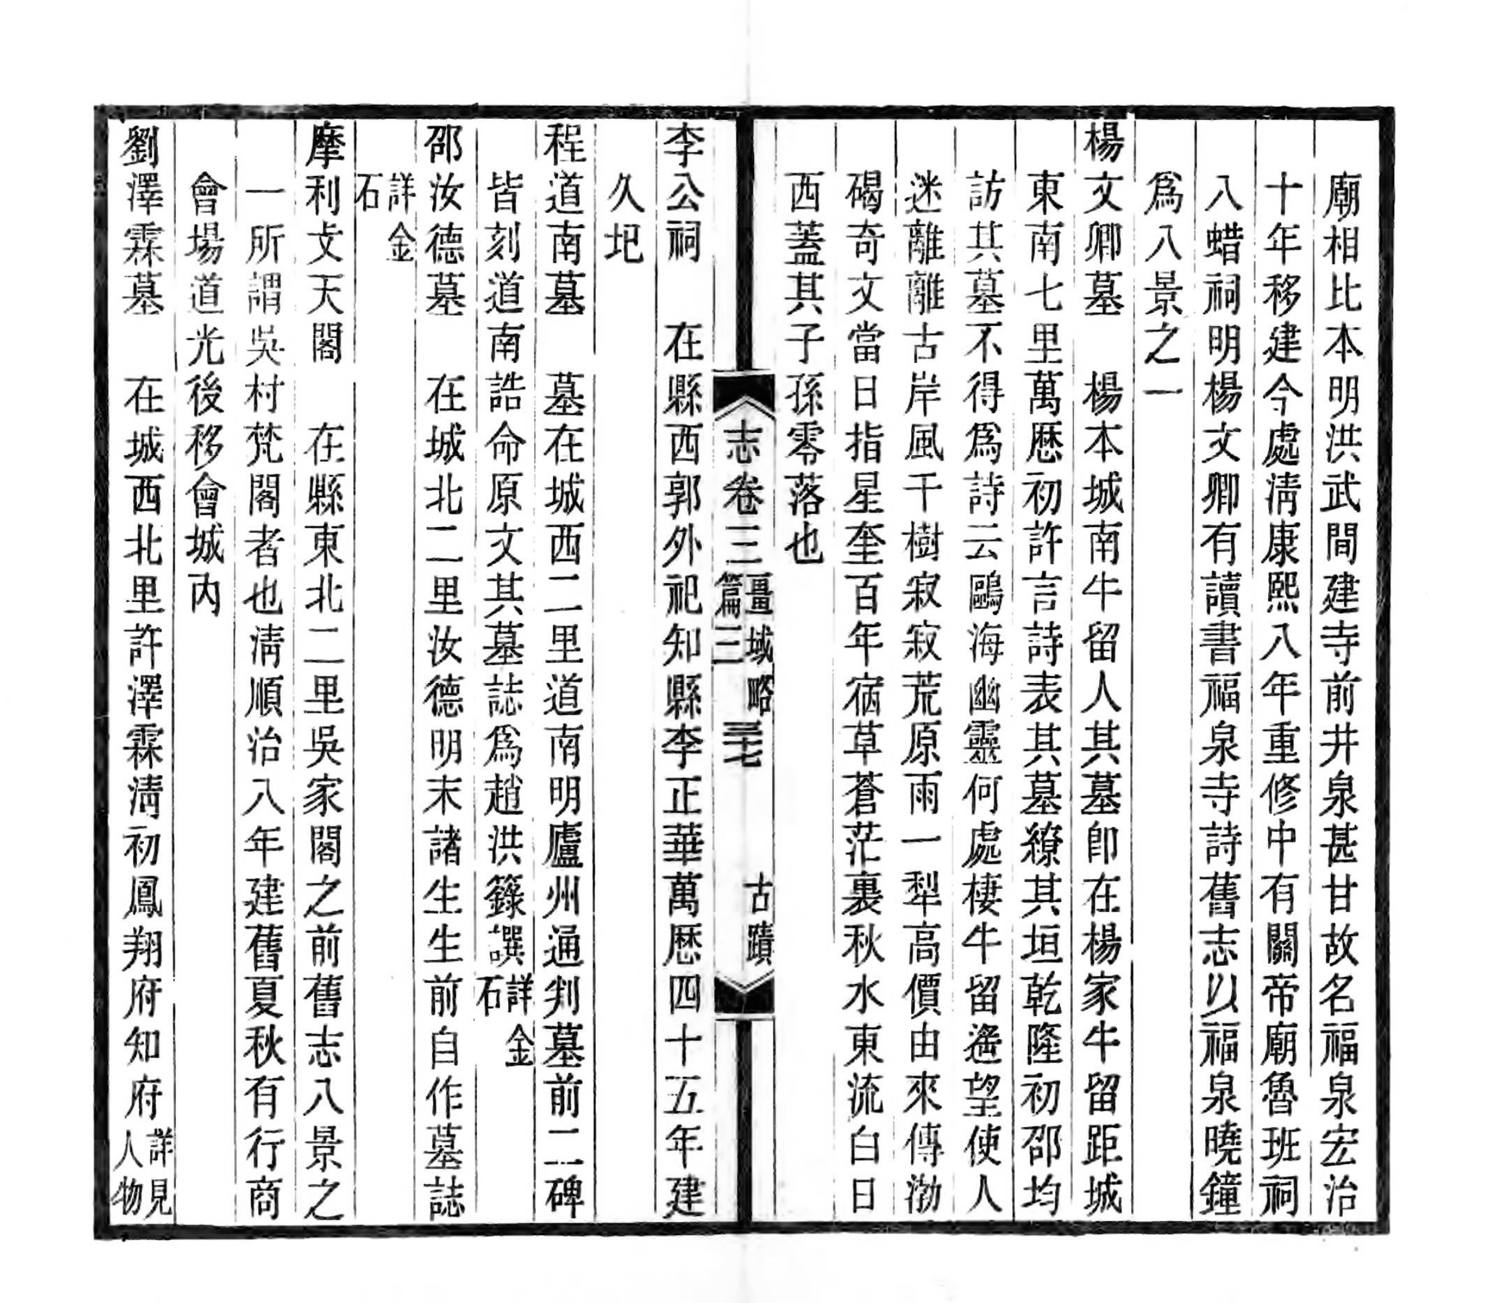 廟相比本明洪武間建寺前井泉甚甘故名福泉宏治
十年移建今處淸康熙八年重修中有關帝廟魯班祠
八蜡祠明楊文卿有讀書福泉寺詩舊志以福泉曉鐘
爲八景之一
楊文卿墓　楊本城南牛留人其墓卽在楊家牛留距城
東南七里萬厯初許言詩表其墓繚其垣乾隆初邵均
訪其墓不得爲詩云鷗海幽靈何處棲牛留遙望使人
迷離離古岸風千樹寂寂荒原雨一犁高價由來傳渤
碣奇文當日指星奎百年宿草蒼茫裏秋水東流白日
西蓋其子孫零落也
志卷三 疆域略篇三 三十七 古蹟
李公祠　在縣西郭外祀知縣李正華萬厯四十五年建
久圯
程道南墓　墓在城西二里道南明廬州通判墓前二碑
皆刻道南誥命原文其墓誌爲趙洪籙譔詳金石
邵汝德墓　在城北二里汝德明末諸生生前自作墓誌
詳金石
摩利支天閣　在縣東北二里吳家閣之前舊志八景之
一所謂吳村梵閣者也淸順治八年建舊夏秋有行商
會場道光後移會城內
劉澤霖墓　在城西北里許澤霖淸初鳳翔府知府詳見人物